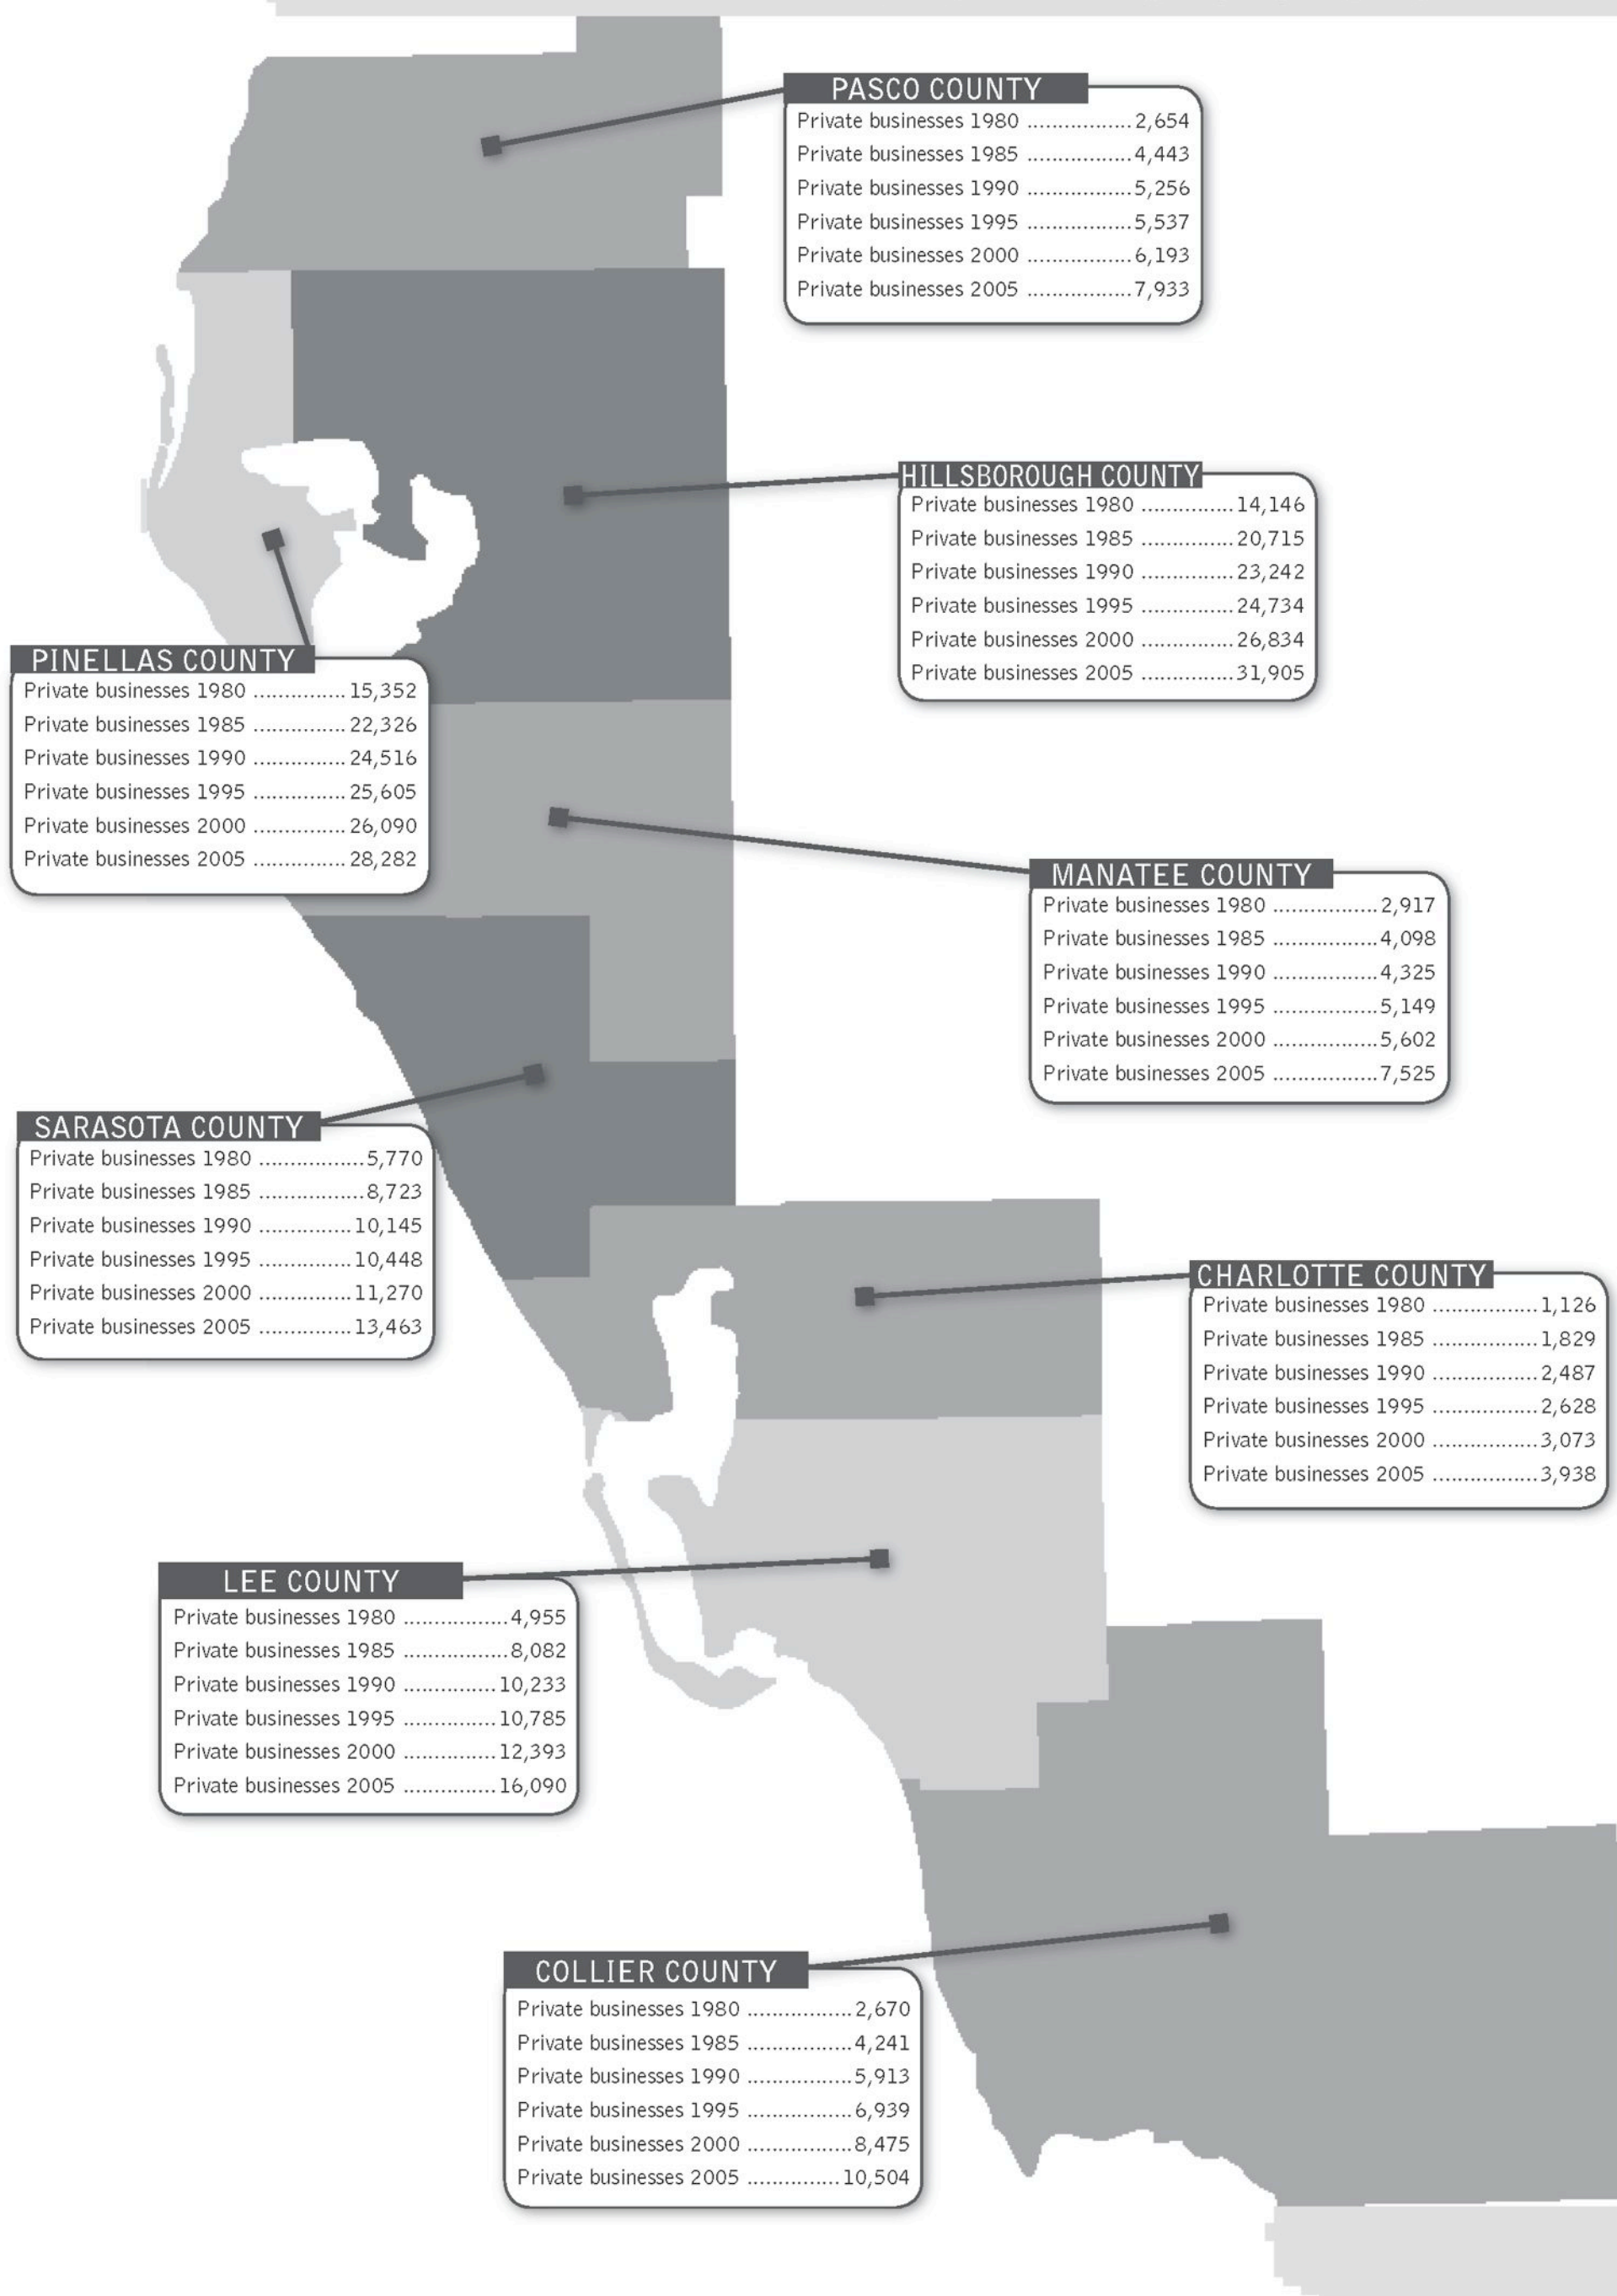 PASCO COUNTY
Private businesses 1980 .................2,654
Private businesses 1985 .................4,443
Private businesses 1990 .................5,256
Private businesses 1995 .................5,537
Private businesses 2000 .................6,193
Private businesses 2005 .................7,933
HILLSBOROUGH COUNTY
Private businesses 1980 ...............14,146
Private businesses 1985 ...............20,715
Private businesses 1990 ...............23,242
Private businesses 1995 ...............24,734
Private businesses 2000 ...............26,834
Private businesses 2005 ...............31,905
PINELLAS COUNTY
Private businesses 1980 ...............15,352
Private businesses 1985 ...............22,326
Private businesses 1990 ...............24,516
Private businesses 1995 ...............25,605
Private businesses 2000 ...............26,090
Private businesses 2005 ...............28,282
MANATEE COUNTY
Private businesses 1980 .................2,917
Private businesses 1985 .................4,098
Private businesses 1990 .................4,325
Private businesses 1995 .................5,149
Private businesses 2000 .................5,602
Private businesses 2005 .................7,525
SARASOTA COUNTY
Private businesses 1980 .................5,770
Private businesses 1985 .................8,723
Private businesses 1990 ...............10,145
Private businesses 1995 ...............10,448
Private businesses 2000 ...............11,270
Private businesses 2005 ...............13,463
CHARLOTTE COUNTY
Private businesses 1980 .................1,126
Private businesses 1985 .................1,829
Private businesses 1990 .................2,487
Private businesses 1995 .................2,628
Private businesses 2000 .................3,073
Private businesses 2005 .................3,938
LEE COUNTY
Private businesses 1980 .................4,955
Private businesses 1985 .................8,082
Private businesses 1990 ...............10,233
Private businesses 1995 ...............10,785
Private businesses 2000 ...............12,393
Private businesses 2005 ...............16,090
COLLIER COUNTY
Private businesses 1980 .................2,670
Private businesses 1985 .................4,241
Private businesses 1990 .................5,913
Private businesses 1995 .................6,939
Private businesses 2000 .................8,475
Private businesses 2005 ...............10,504